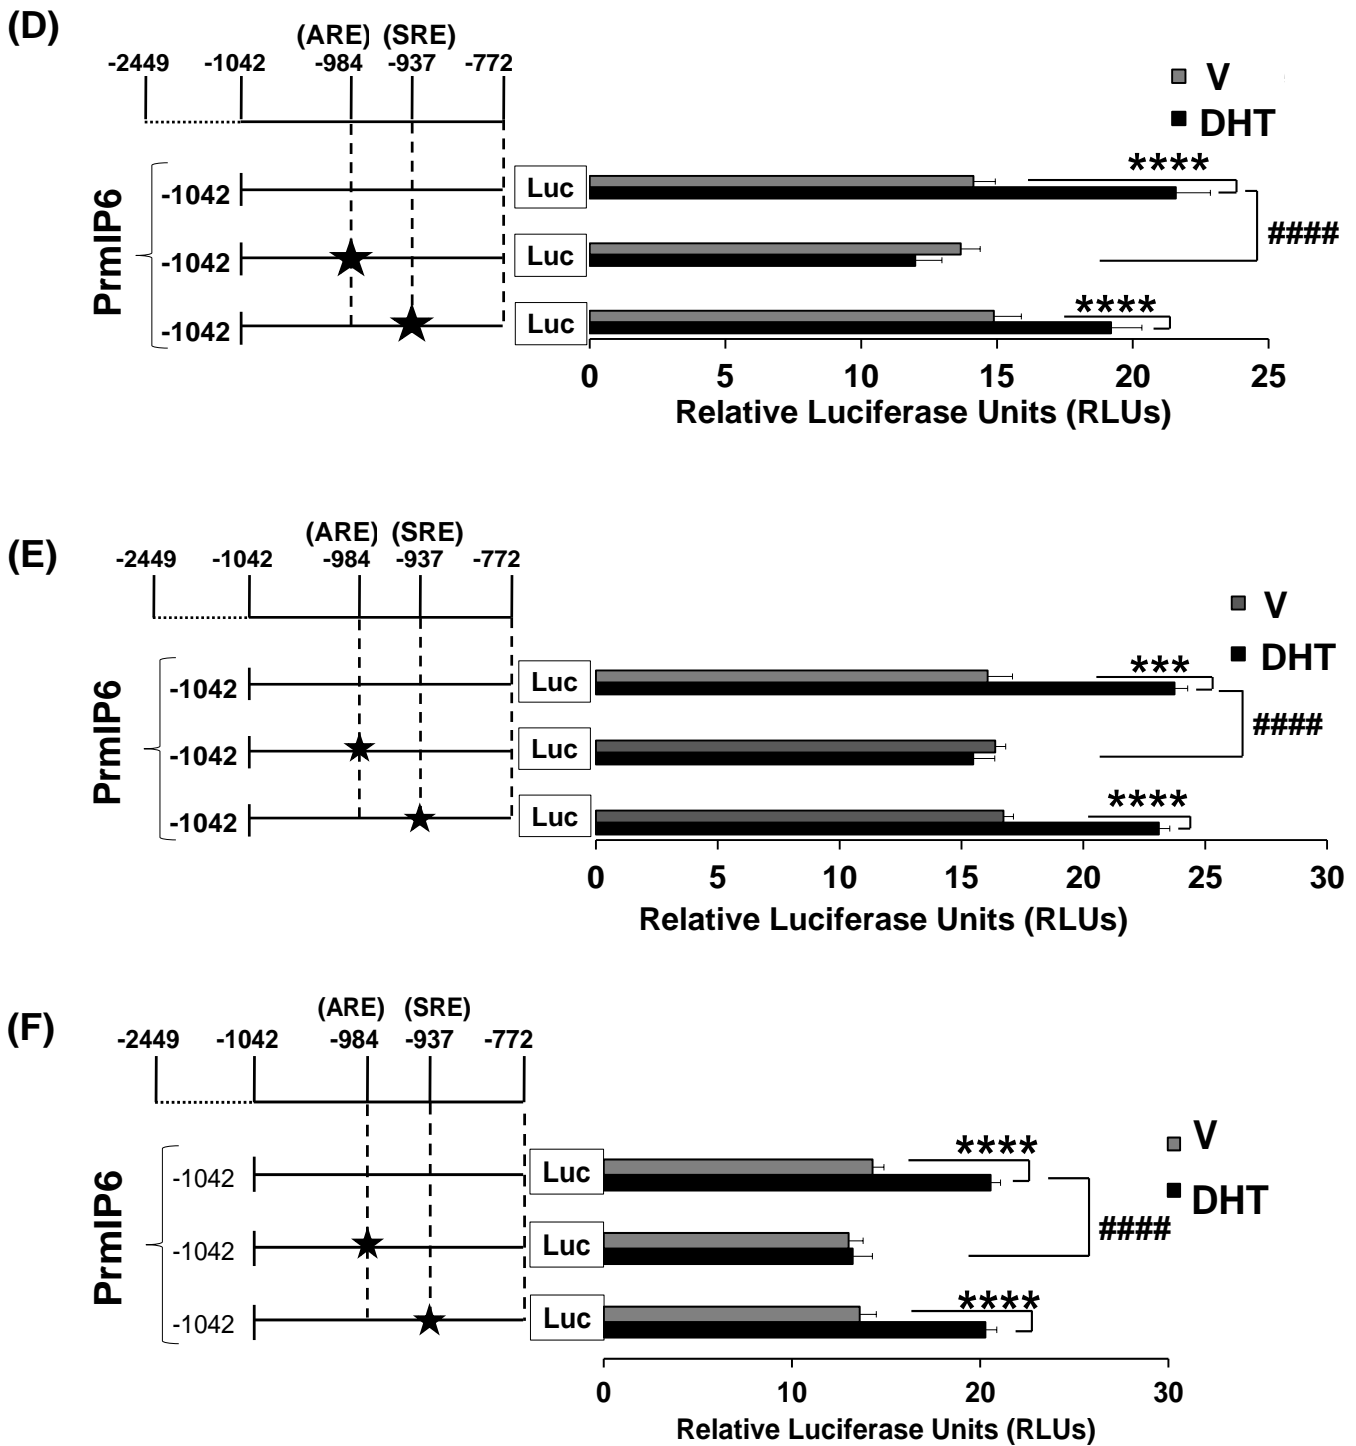 (D)
(ARE) (SRE)
-2449 -1042 -984 -937 -772
V
DHT
PrmIP6
-1042 Luc ****
-1042 Luc ####
-1042 Luc ****
0 5 10 15 20 25
Relative Luciferase Units (RLUs)
(E)
(ARE) (SRE)
-2449 -1042 -984 -937 -772
V
DHT
PrmIP6
-1042 Luc ***
-1042 Luc ####
-1042 Luc ****
0 5 10 15 20 25 30
Relative Luciferase Units (RLUs)
(F)
(ARE) (SRE)
-2449 -1042 -984 -937 -772
V
DHT
PrmIP6
-1042 Luc ****
-1042 Luc ####
-1042 Luc ****
0 10 20 30
Relative Luciferase Units (RLUs)